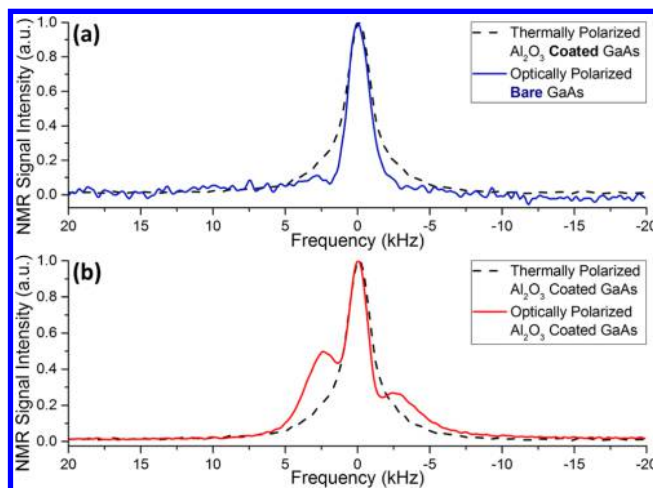 (a)
Thermally Polarized
Al₂O₃ Coated GaAs
Optically Polarized
Bare GaAs
NMR Signal Intensity (a.u.)
1.0
0.8
0.6
0.4
0.2
0.0
20 15 10 5 0 -5 -10 -15 -20
Frequency (kHz)
(b)
Thermally Polarized
Al₂O₃ Coated GaAs
Optically Polarized
Al₂O₃ Coated GaAs
NMR Signal Intensity (a.u.)
1.0
0.8
0.6
0.4
0.2
0.0
20 15 10 5 0 -5 -10 -15 -20
Frequency (kHz)